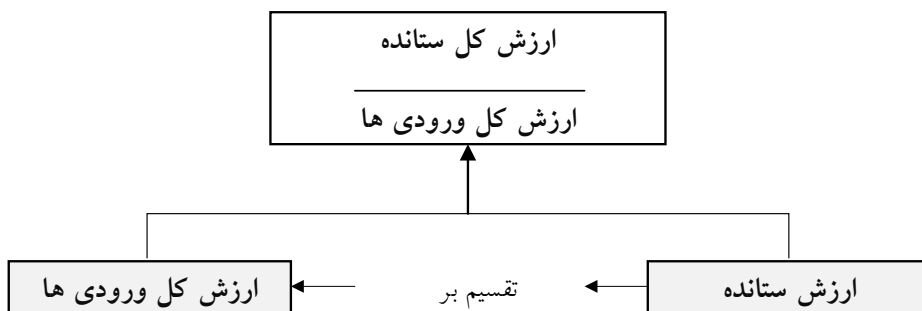 ارزش کل ستانده
ارزش کل ورودی ها
ارزش ستانده
تقسیم بر
ارزش کل ورودی ها